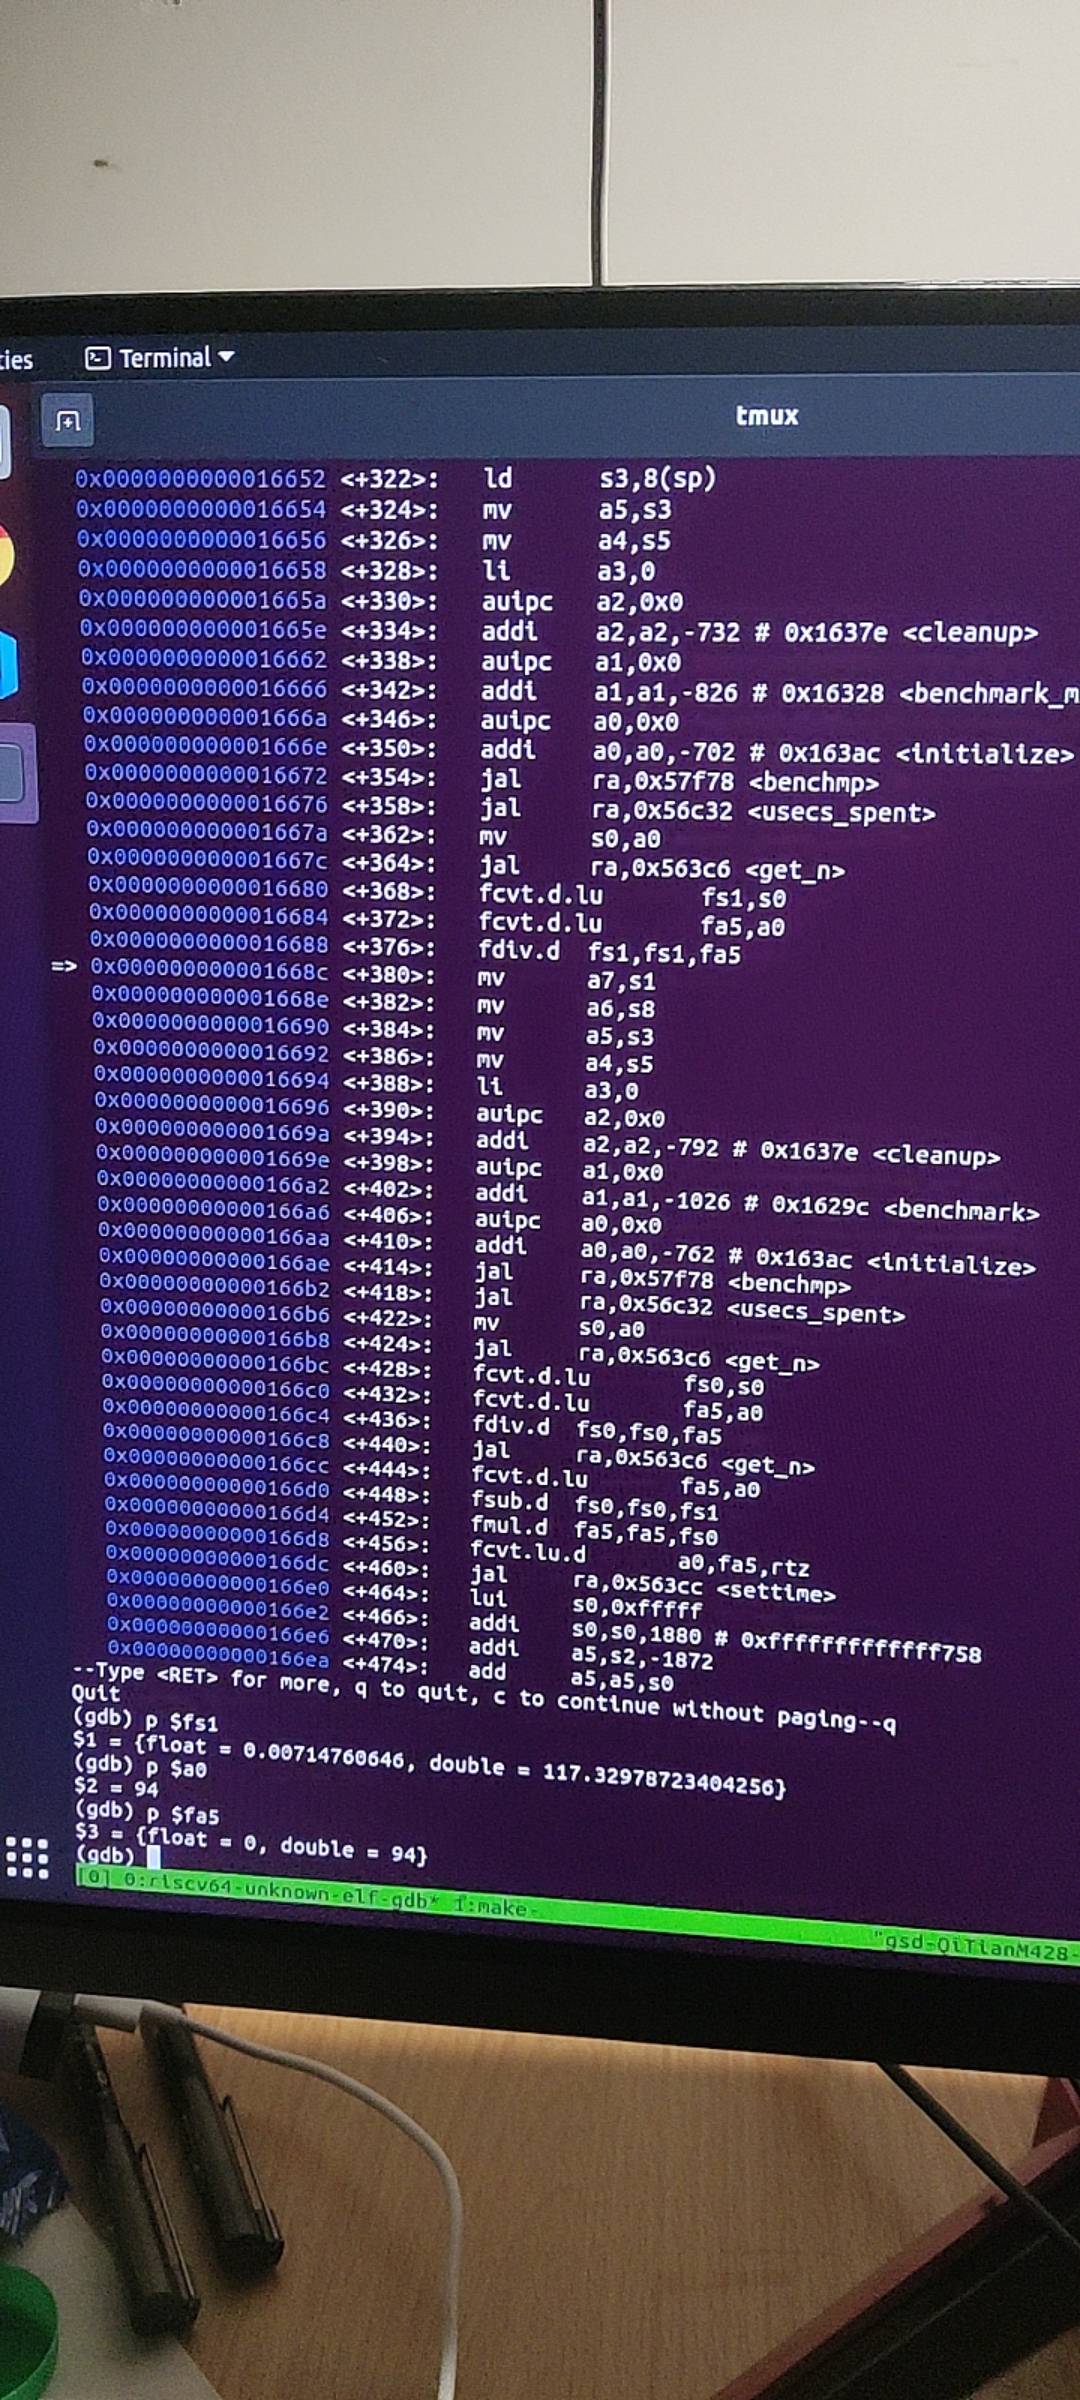 ties Terminal
tmux
0x0000000000016652 <+322>: ld s3,8(sp)
0x0000000000016654 <+324>: mv a5,s3
0x0000000000016656 <+326>: mv a4,s5
0x0000000000016658 <+328>: li a3,0
0x000000000001665a <+330>: auipc a2,0x0
0x000000000001665e <+334>: addi a2,a2,-732 # 0x1637e <cleanup>
0x0000000000016662 <+338>: auipc a1,0x0
0x0000000000016666 <+342>: addi a1,a1,-826 # 0x16328 <benchmark_m
0x000000000001666a <+346>: auipc a0,0x0
0x000000000001666e <+350>: addi a0,a0,-702 # 0x163ac <initialize>
0x0000000000016672 <+354>: jal ra,0x57f78 <benchmp>
0x0000000000016676 <+358>: jal ra,0x56c32 <usecs_spent>
0x000000000001667a <+362>: mv s0,a0
0x000000000001667c <+364>: jal ra,0x563c6 <get_n>
0x0000000000016680 <+368>: fcvt.d.lu fs1,s0
0x0000000000016684 <+372>: fcvt.d.lu fa5,a0
0x0000000000016688 <+376>: fdiv.d fs1,fs1,fa5
=> 0x000000000001668c <+380>: mv a7,s1
0x000000000001668e <+382>: mv a6,s8
0x0000000000016690 <+384>: mv a5,s3
0x0000000000016692 <+386>: mv a4,s5
0x0000000000016694 <+388>: li a3,0
0x0000000000016696 <+390>: auipc a2,0x0
0x000000000001669a <+394>: addi a2,a2,-792 # 0x1637e <cleanup>
0x000000000001669e <+398>: auipc a1,0x0
0x00000000000166a2 <+402>: addi a1,a1,-1026 # 0x1629c <benchmark>
0x00000000000166a6 <+406>: auipc a0,0x0
0x00000000000166aa <+410>: addi a0,a0,-762 # 0x163ac <initialize>
0x00000000000166ae <+414>: jal ra,0x57f78 <benchmp>
0x00000000000166b2 <+418>: jal ra,0x56c32 <usecs_spent>
0x00000000000166b6 <+422>: mv s0,a0
0x00000000000166b8 <+424>: jal ra,0x563c6 <get_n>
0x00000000000166bc <+428>: fcvt.d.lu fs0,s0
0x00000000000166c0 <+432>: fcvt.d.lu fa5,a0
0x00000000000166c4 <+436>: fdiv.d fs0,fs0,fa5
0x00000000000166c8 <+440>: jal ra,0x563c6 <get_n>
0x00000000000166cc <+444>: fcvt.d.lu fa5,a0
0x00000000000166d0 <+448>: fsub.d fs0,fs0,fs1
0x00000000000166d4 <+452>: fmul.d fa5,fa5,fs0
0x00000000000166d8 <+456>: fcvt.lu.d a0,fa5,rtz
0x00000000000166dc <+460>: jal ra,0x563cc <settime>
0x00000000000166e0 <+464>: lui s0,0xfffff
0x00000000000166e2 <+466>: addi s0,s0,1880 # 0xfffffffffffff758
0x00000000000166e6 <+470>: addi a5,s2,-1872
0x00000000000166ea <+474>: add a5,a5,s0
--Type <RET> for more, q to quit, c to continue without paging--q
Quit
(gdb) p $fs1
$1 = {float = 0.00714760646, double = 117.32978723404256}
(gdb) p $a0
$2 = 94
(gdb) p $fa5
$3 = {float = 0, double = 94}
(gdb)
[0] 0:riscv64-unknown-elf-gdb* 1:make- "gsd-QiTianM428-